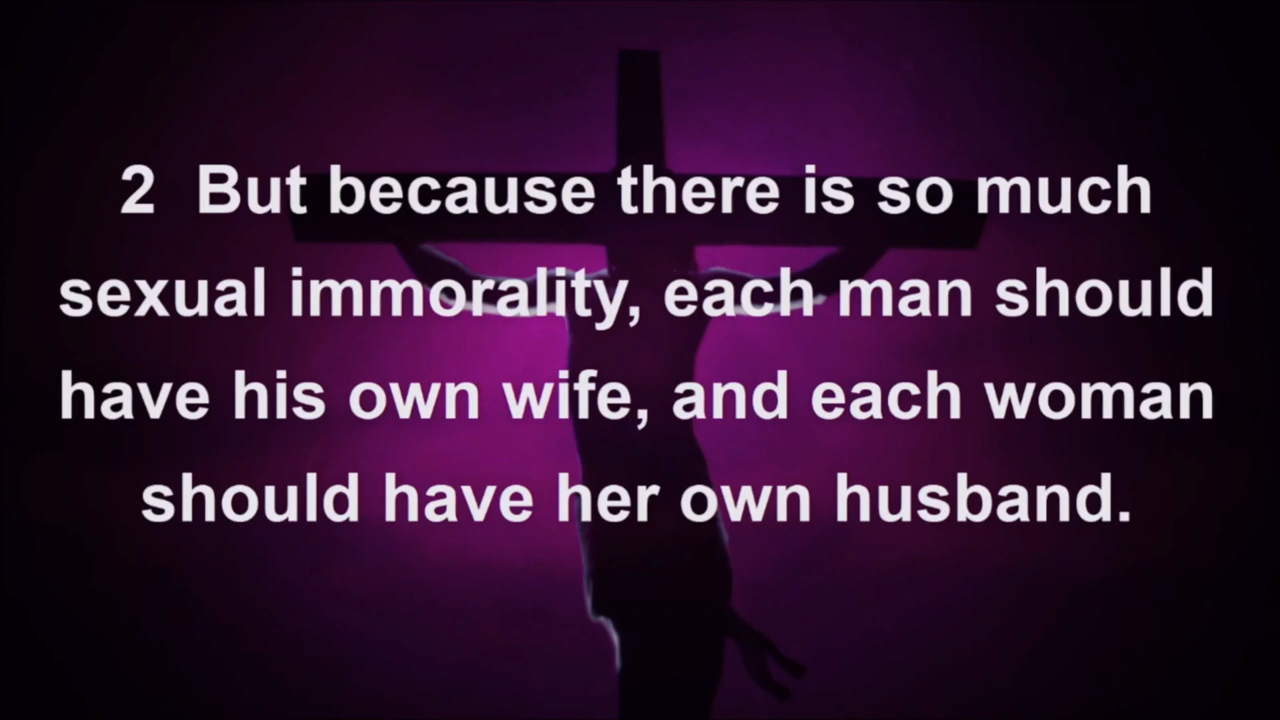 2  But because there is so much
sexual immorality, each man should
have his own wife, and each woman
should have her own husband.